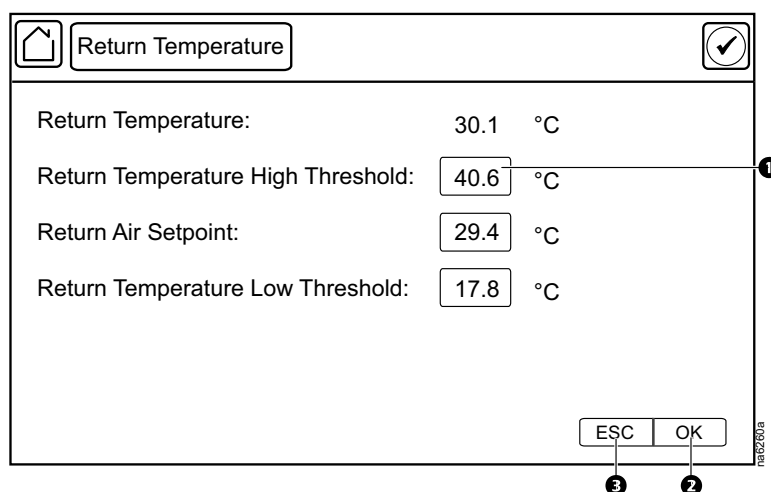 Return Temperature
Return Temperature: 30.1 °C
Return Temperature High Threshold: 40.6 °C
1
Return Air Setpoint: 29.4 °C
Return Temperature Low Threshold: 17.8 °C
ESC OK
na6260a
3 2